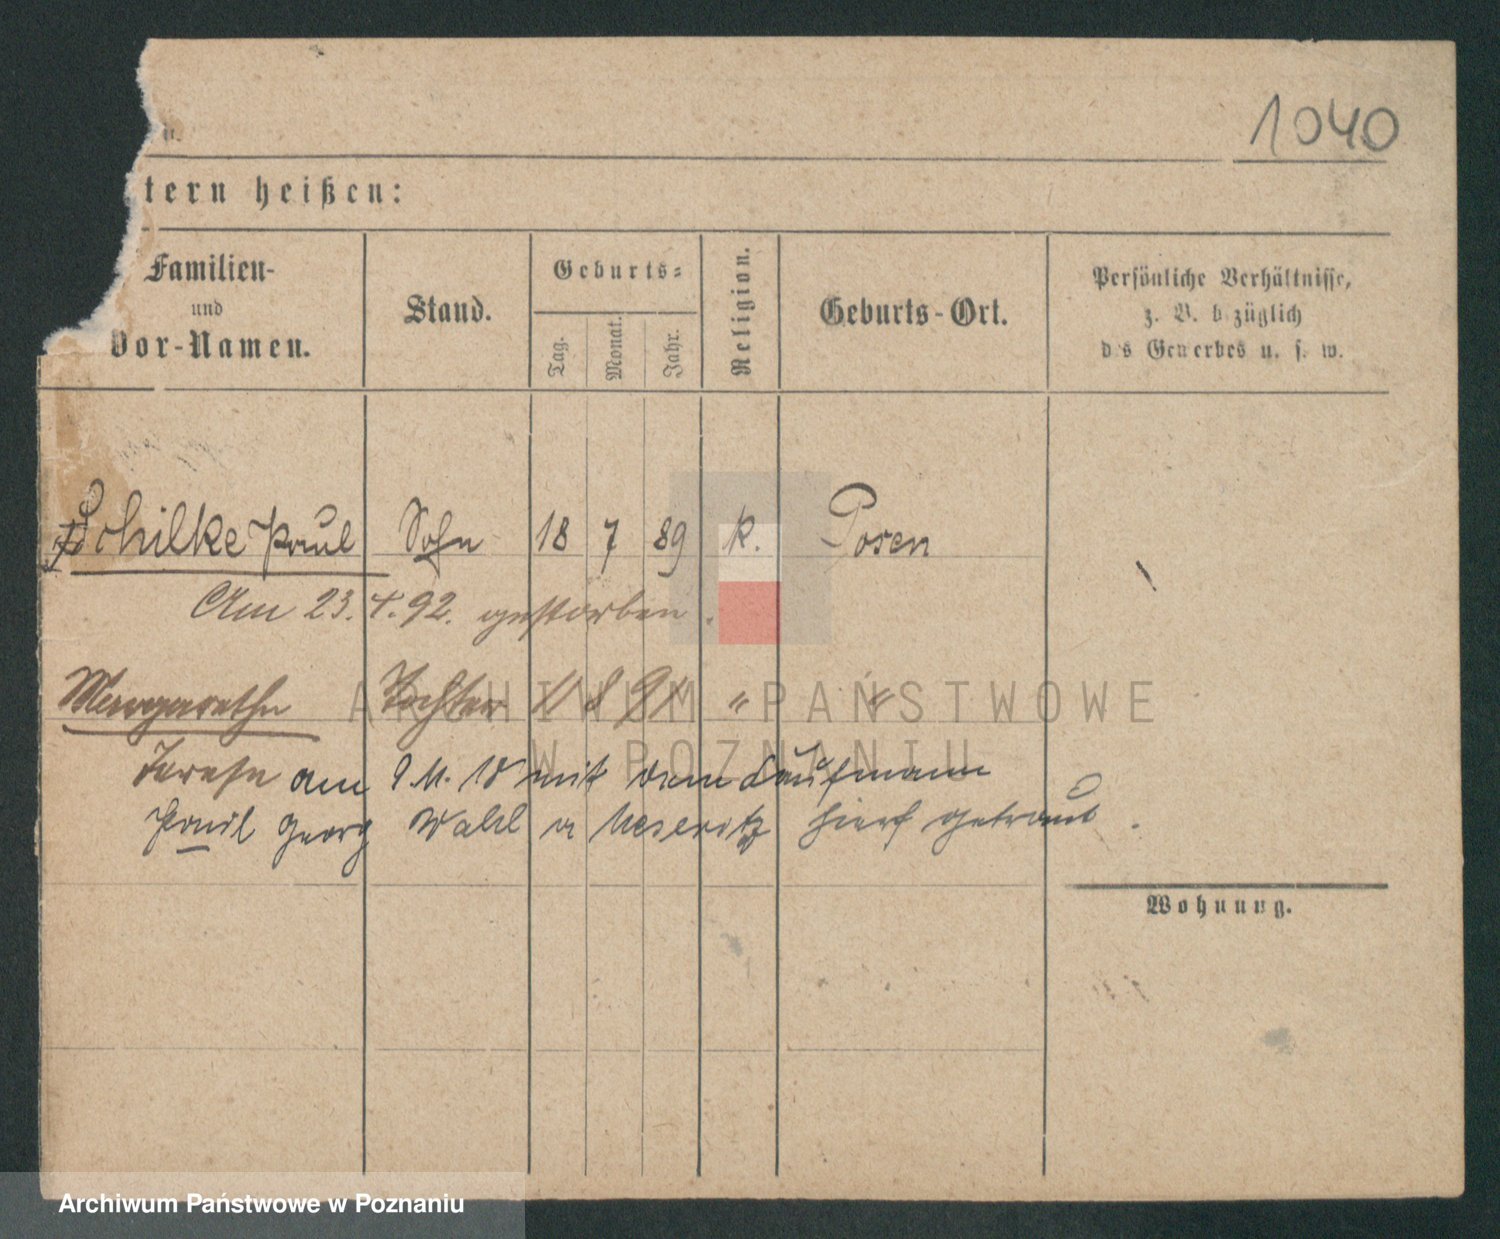 1040
n.
tern heißen:
Familien-
und
Vor-Namen.
Stand.
Geburts-
Tag.
Monat.
Jahr.
Religion.
Geburts-Ort.
Persönliche Verhältnisse,
z. B. bezüglich
des Gewerbes u. s. w.
Schilke Paul Sohn 18 7 89 k. Posen
Am 23.4.92. gestorben.
Margarethe Tochter 11 8 91 " "
ARCHIWUM PAŃSTWOWE
W POZNANIU
am 9.11.18 mit dem Kaufmann
Paul Georg Wahl a Meseritz hier getraut.
Wohnung.
Archiwum Państwowe w Poznaniu